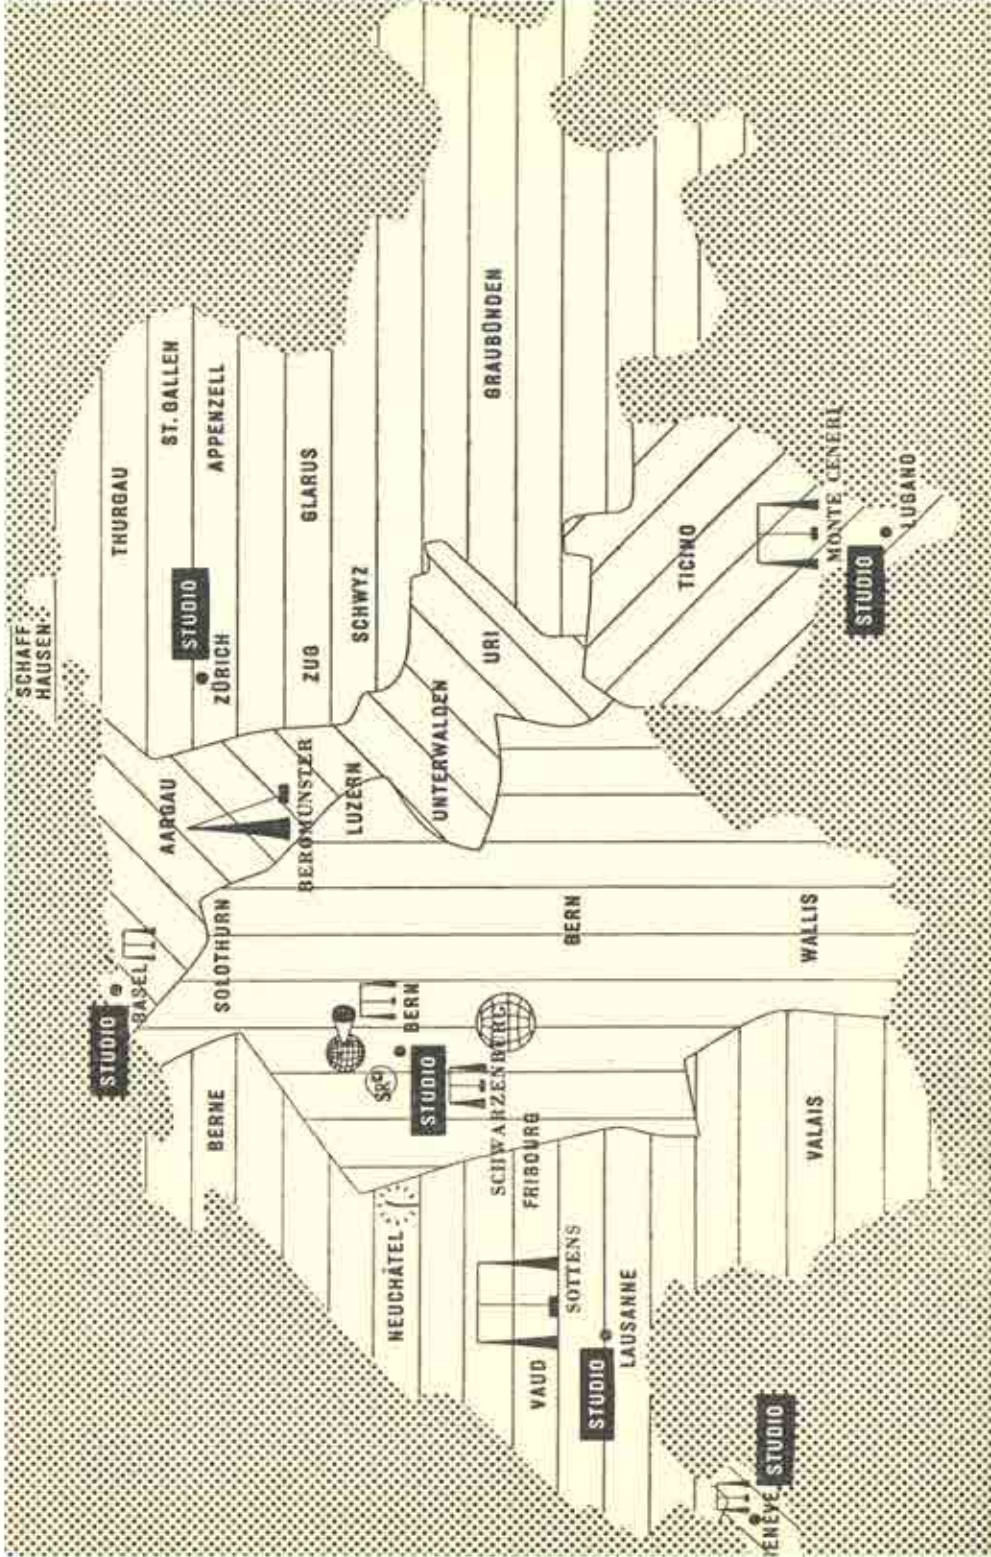 SCHAFF
HAUSEN
THURGAU
ST. GALLEN
APPENZELL
STUDIO
ZÜRICH
AARGAU
STUDIO
BASEL
SOLOTHURN
BERNE
GLARUS
ZUG
SCHWYZ
BEROMÜNSTER
LUZERN
GRAUBÜNDEN
URI
UNTERWALDEN
SR
BERN
STUDIO
NEUCHÂTEL
SCHWARZENBURG
FRIBOURG
BERN
TICINO
VAUD
SOTTENS
STUDIO
LAUSANNE
WALLIS
VALAIS
MONTE CENERI
STUDIO
LUGANO
STUDIO
ENÈVE